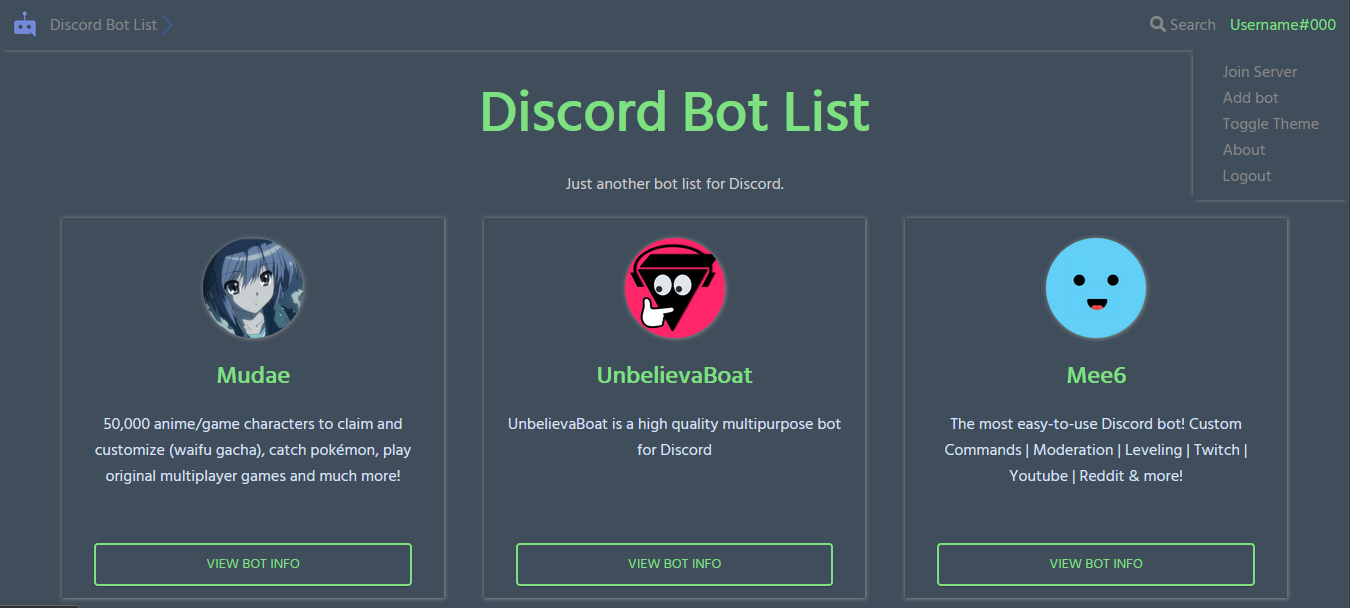 Discord Bot List
Search
Username#000
Join Server
Add bot
Toggle Theme
About
Logout
Discord Bot List
Just another bot list for Discord.
Mudae
50,000 anime/game characters to claim and
customize (waifu gacha), catch pokémon, play
original multiplayer games and much more!
VIEW BOT INFO
UnbelievaBoat
UnbelievaBoat is a high quality multipurpose bot
for Discord
VIEW BOT INFO
Mee6
The most easy-to-use Discord bot! Custom
Commands | Moderation | Leveling | Twitch |
Youtube | Reddit & more!
VIEW BOT INFO